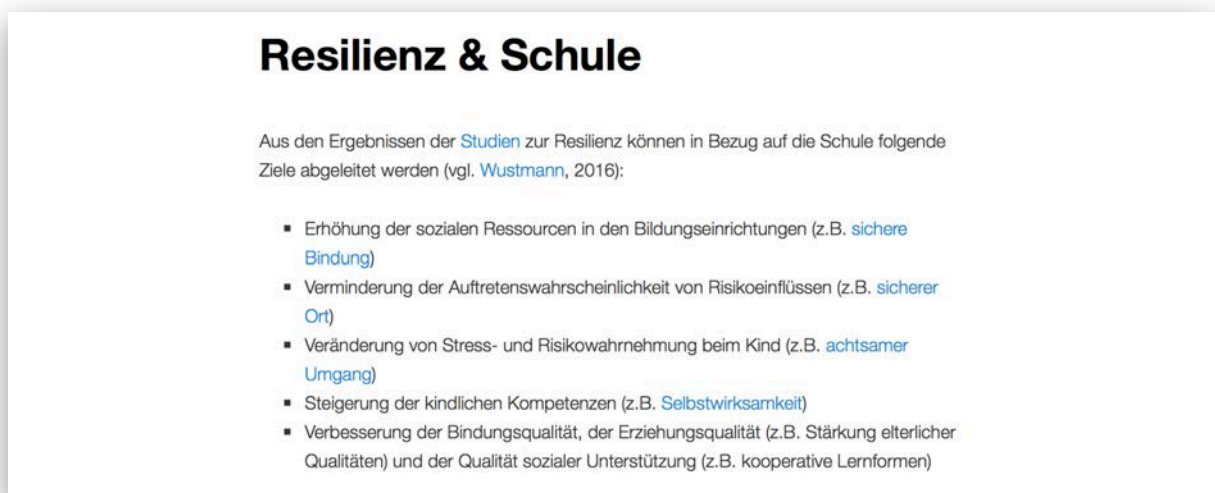 Resilienz & Schule
Aus den Ergebnissen der Studien zur Resilienz können in Bezug auf die Schule folgende
Ziele abgeleitet werden (vgl. Wustmann, 2016):
▪ Erhöhung der sozialen Ressourcen in den Bildungseinrichtungen (z.B. sichere
Bindung)
▪ Verminderung der Auftretenswahrscheinlichkeit von Risikoeinflüssen (z.B. sicherer
Ort)
▪ Veränderung von Stress- und Risikowahrnehmung beim Kind (z.B. achtsamer
Umgang)
▪ Steigerung der kindlichen Kompetenzen (z.B. Selbstwirksamkeit)
▪ Verbesserung der Bindungsqualität, der Erziehungsqualität (z.B. Stärkung elterlicher
Qualitäten) und der Qualität sozialer Unterstützung (z.B. kooperative Lernformen)